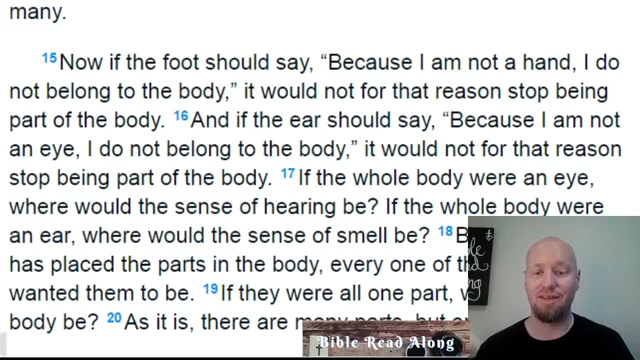 many.
15 Now if the foot should say, “Because I am not a hand, I do
not belong to the body,” it would not for that reason stop being
part of the body. 16 And if the ear should say, “Because I am not
an eye, I do not belong to the body,” it would not for that reason
stop being part of the body. 17 If the whole body were an eye,
where would the sense of hearing be? If the whole body were
an ear, where would the sense of smell be? 18
has placed the parts in the body, every one of
wanted them to be. 19 If they were all one part,
body be? 20 As it is, there are many parts, but
Bible Read Along